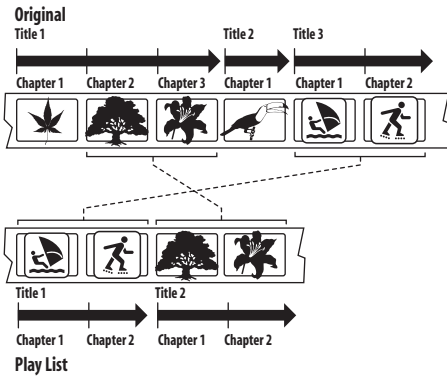 Original
Title 1 Title 2 Title 3
Chapter 1 Chapter 2 Chapter 3 Chapter 1 Chapter 1 Chapter 2
Title 1 Title 2
Chapter 1 Chapter 2 Chapter 1 Chapter 2
Play List